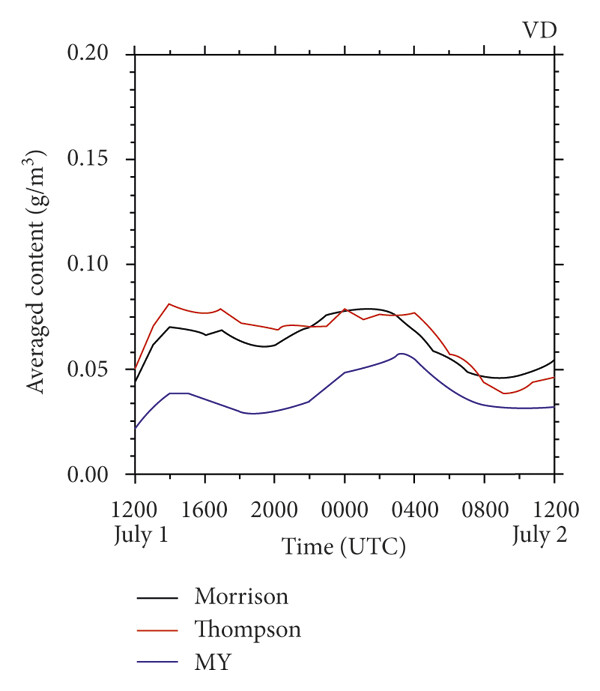 VD
0.20
0.15
0.10
0.05
0.00
Averaged content (g/m³)
1200 1600 2000 0000 0400 0800 1200
July 1 July 2
Time (UTC)
Morrison
Thompson
MY